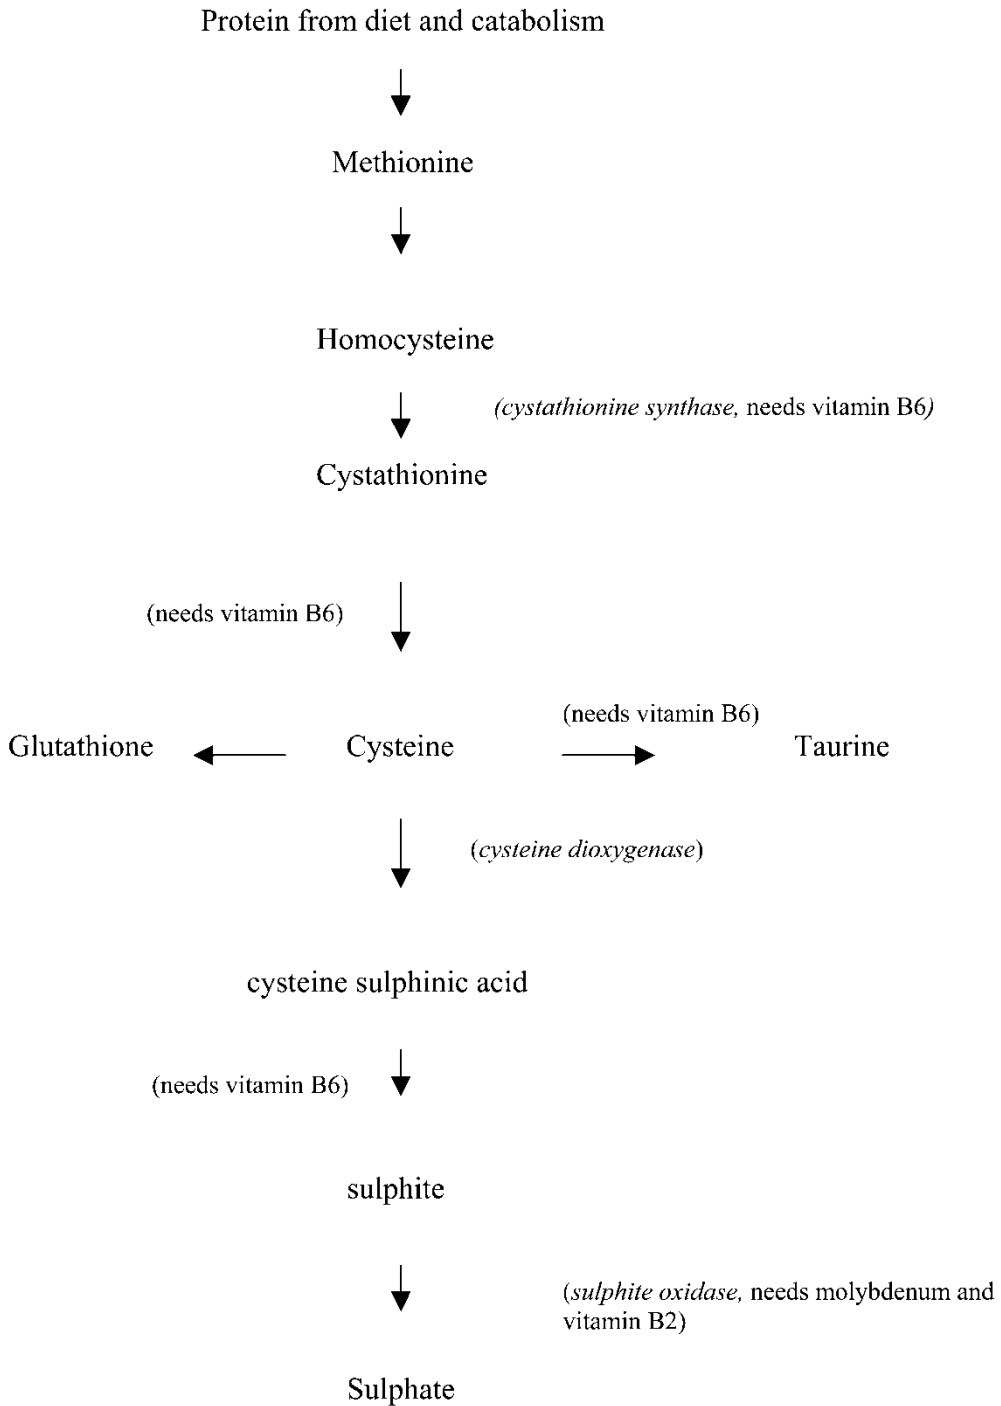 Protein from diet and catabolism
Methionine
Homocysteine
(cystathionine synthase, needs vitamin B6)
Cystathionine
(needs vitamin B6)
(needs vitamin B6)
Glutathione
Cysteine
Taurine
(cysteine dioxygenase)
cysteine sulphinic acid
(needs vitamin B6)
sulphite
(sulphite oxidase, needs molybdenum and
vitamin B2)
Sulphate